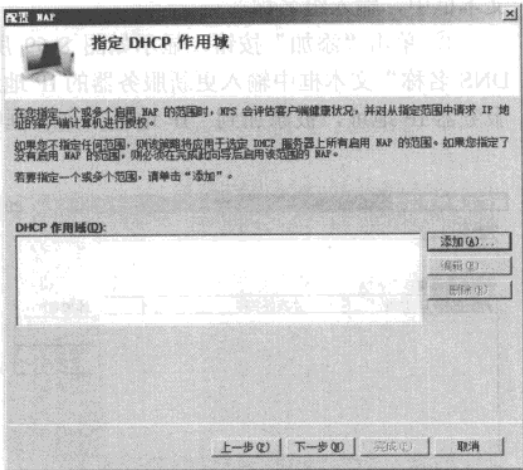 配置 NAP
指定 DHCP 作用域
在您指定一个或多个启用 NAP 的范围时，NPS 会评估客户端健康状况，并对从指定范围中请求 IP 地
址的客户端计算机进行授权。
如果您不指定任何范围，则该策略将应用于选定 DHCP 服务器上所有启用 NAP 的范围。如果您指定了
没有启用 NAP 的范围，则必须在完成此向导后启用该范围的 NAP。
若要指定一个或多个范围，请单击“添加”。
DHCP 作用域(D):
添加(A)...
编辑(E)...
删除(R)
上一步(P)
下一步(N)
完成(F)
取消